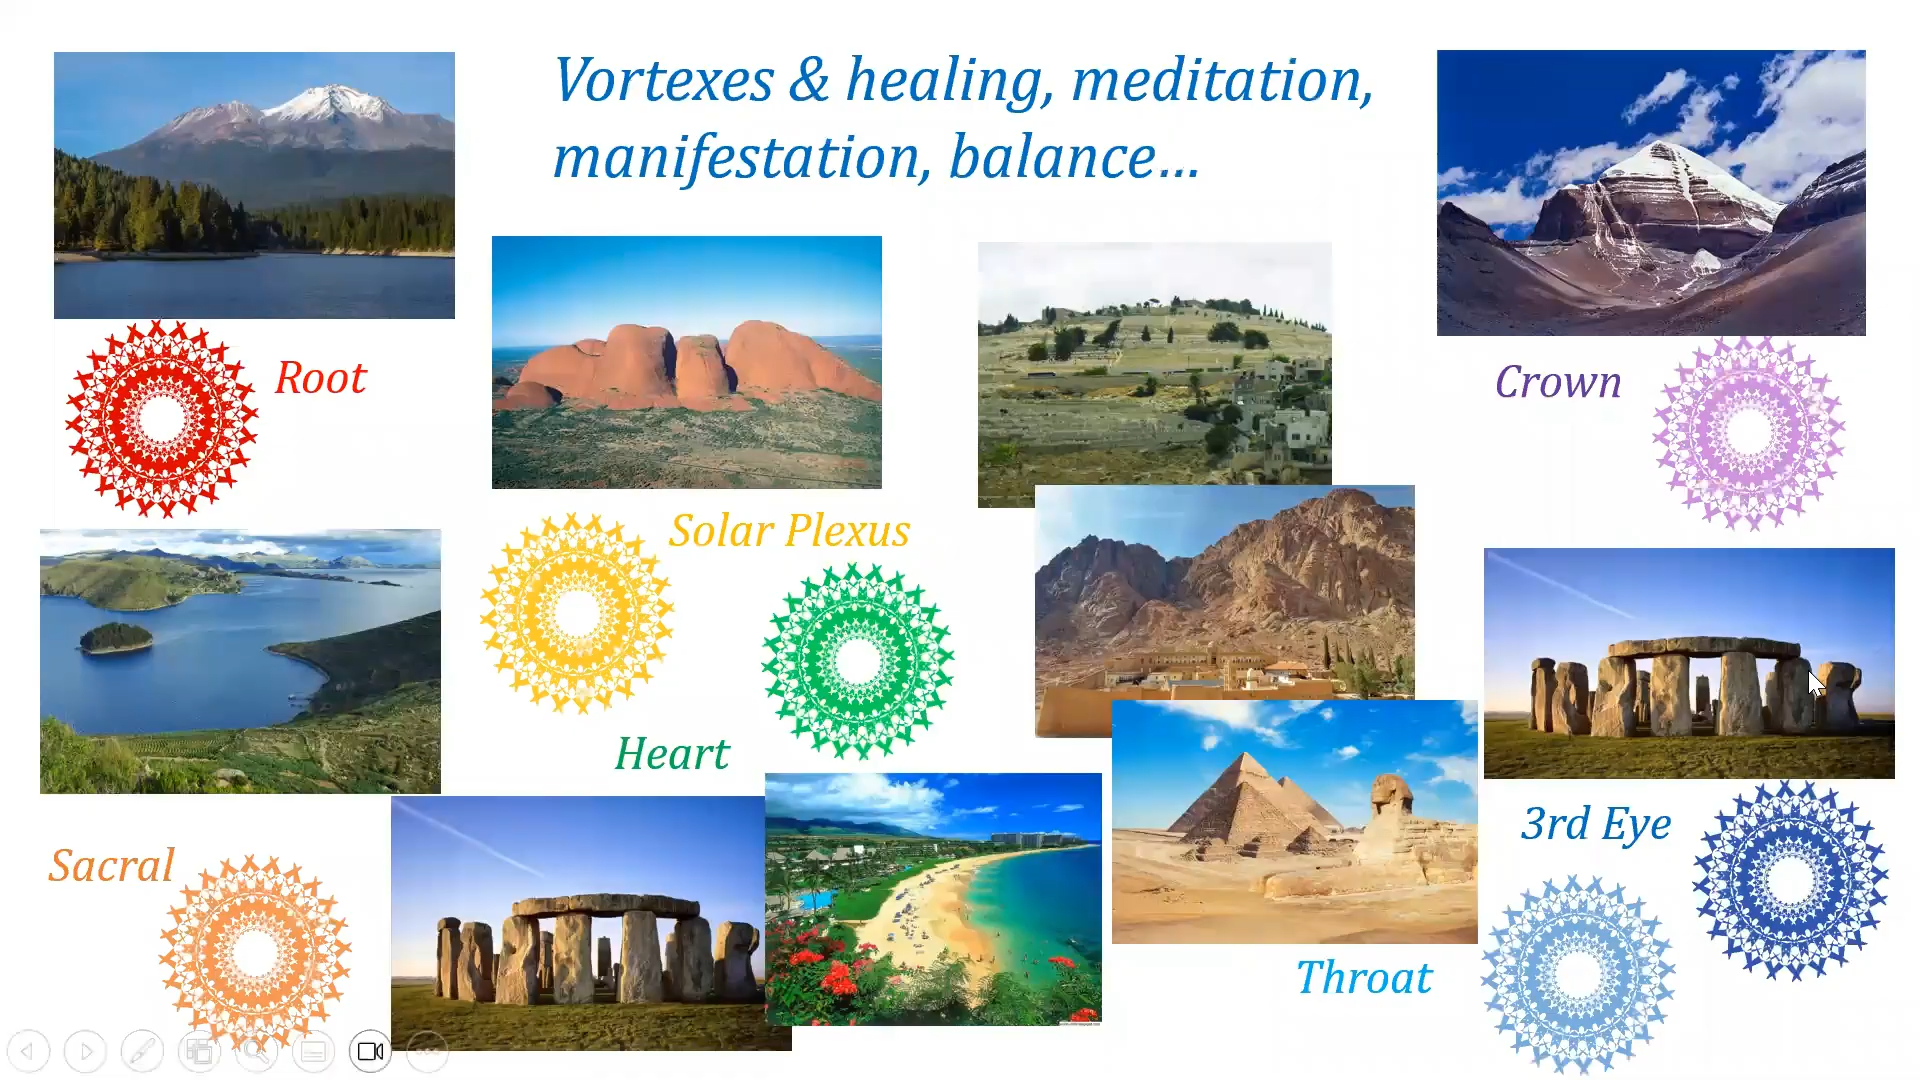 Vortexes & healing, meditation,
manifestation, balance...
Root
Crown
Solar Plexus
Heart
3rd Eye
Sacral
Throat